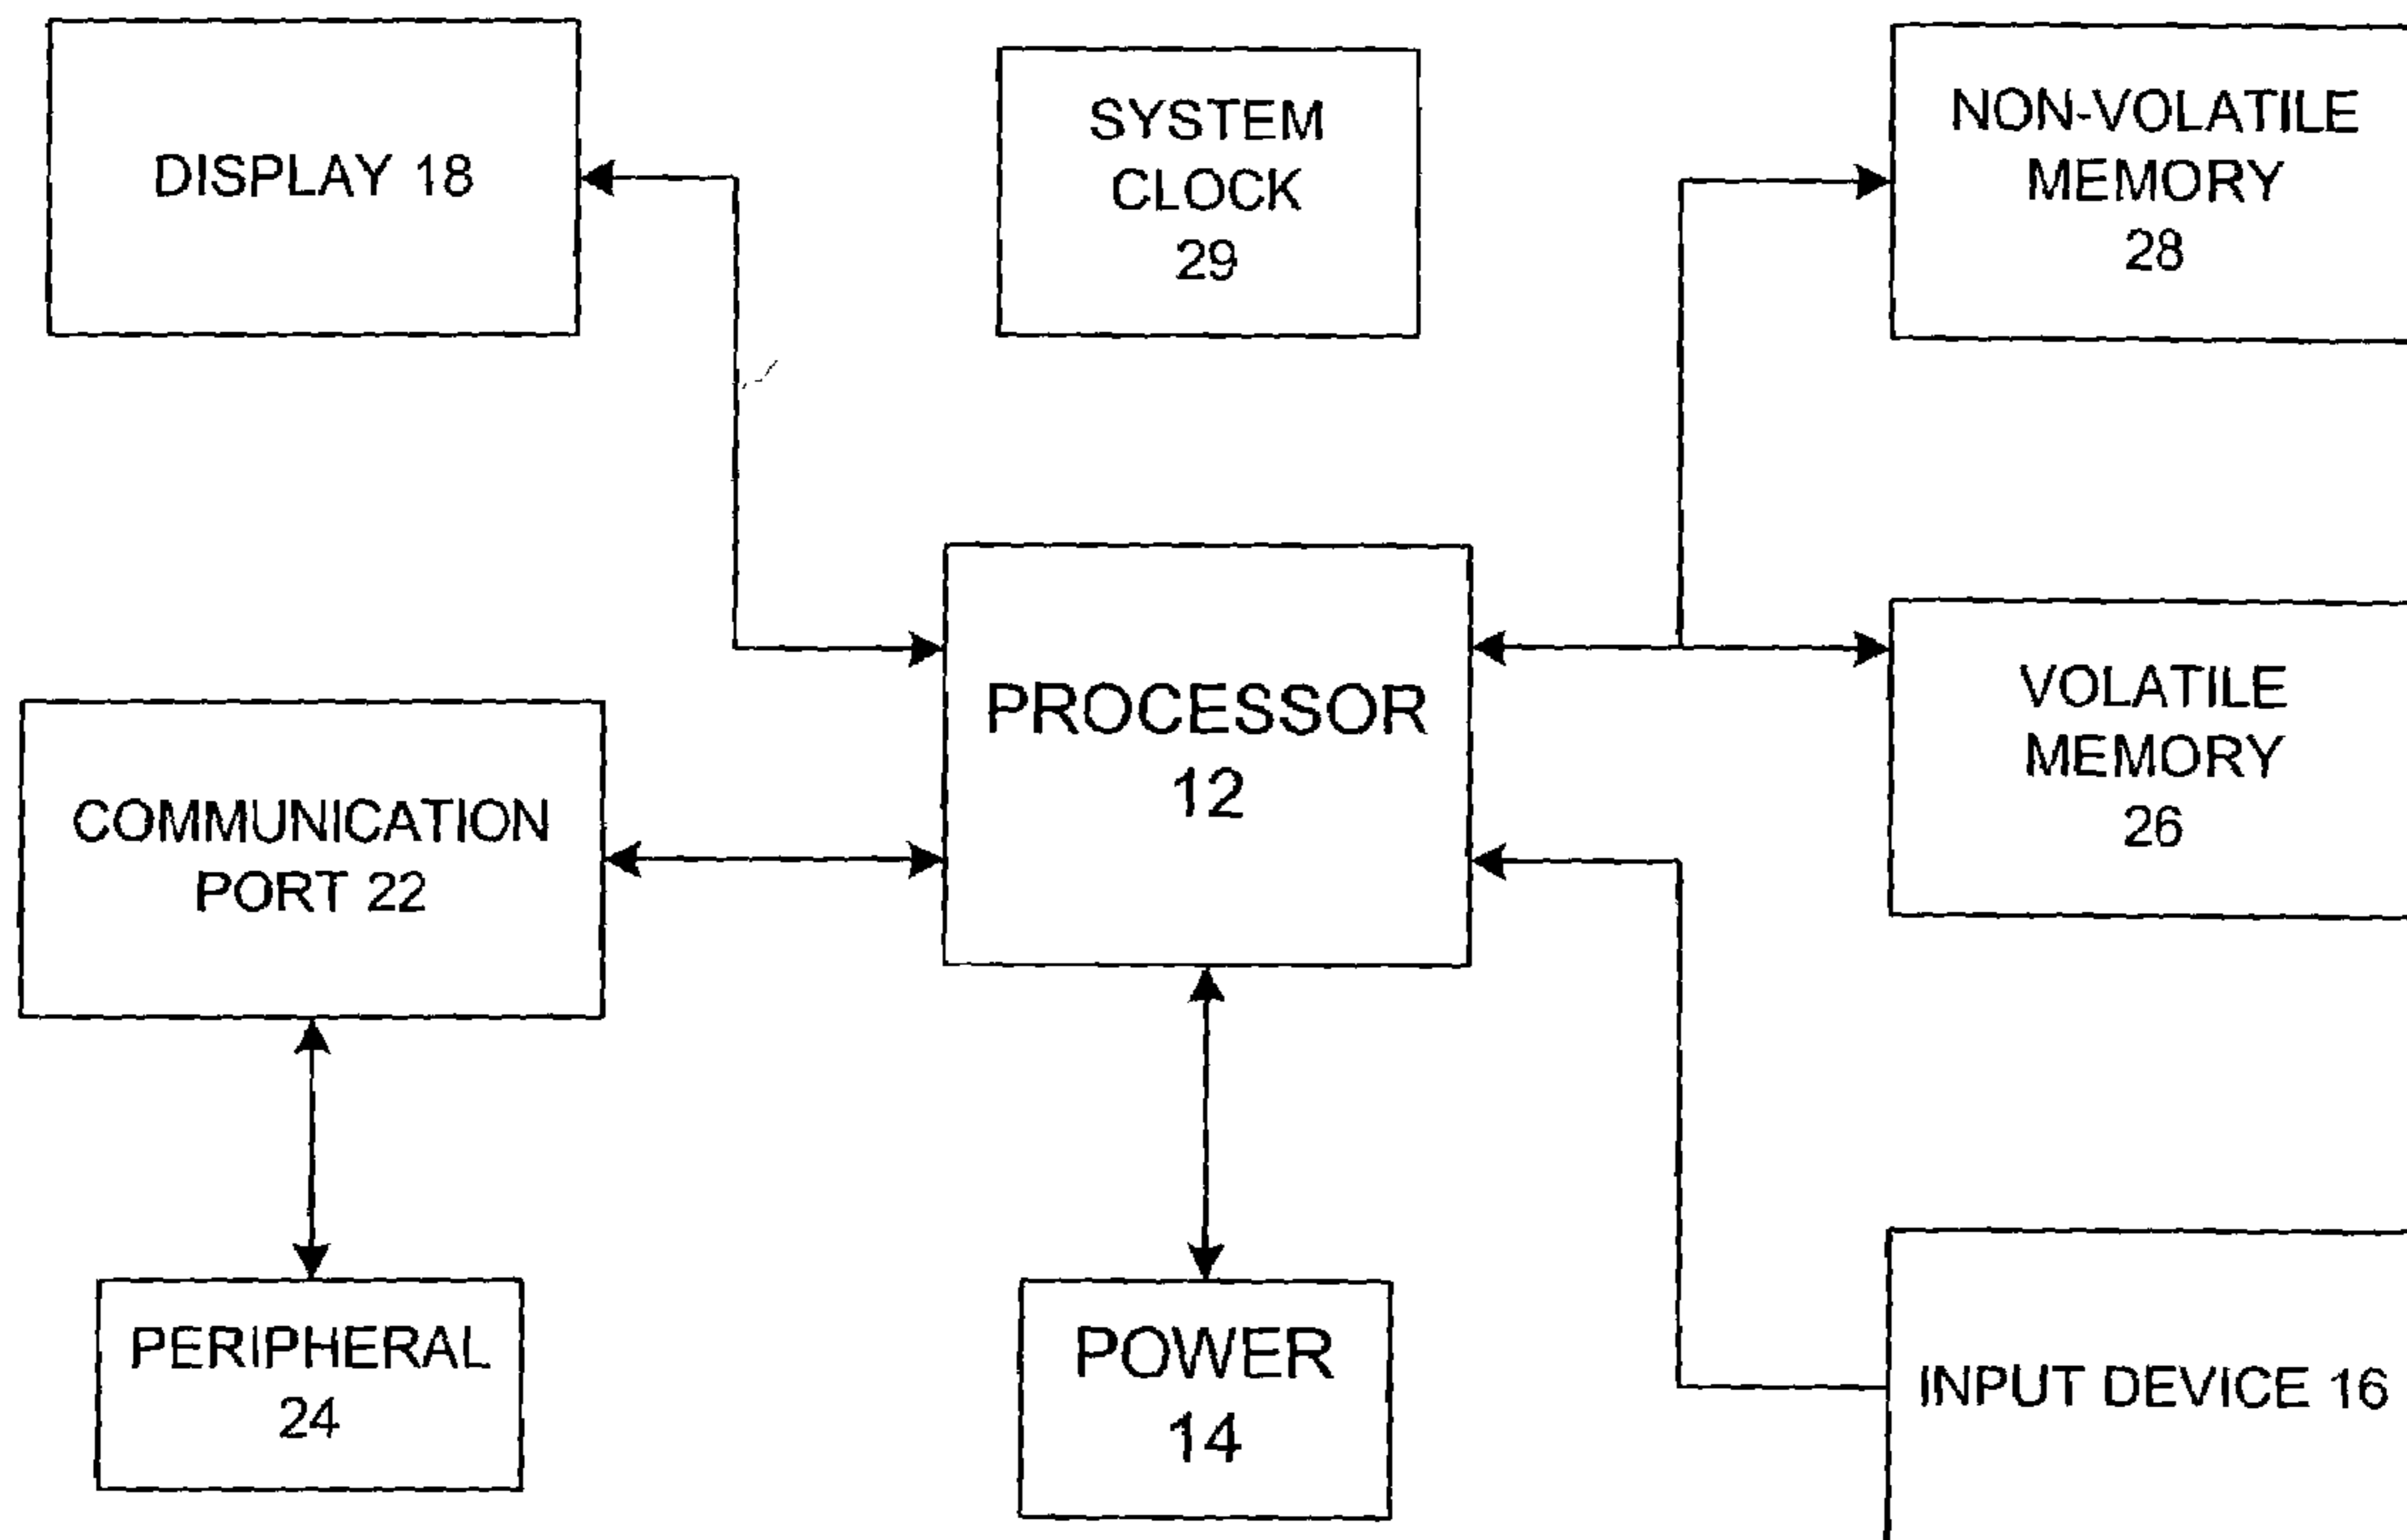 DISPLAY 18
SYSTEM
CLOCK
29
NON-VOLATILE
MEMORY
28
PROCESSOR
12
VOLATILE
MEMORY
26
COMMUNICATION
PORT 22
PERIPHERAL
24
POWER
14
INPUT DEVICE 16